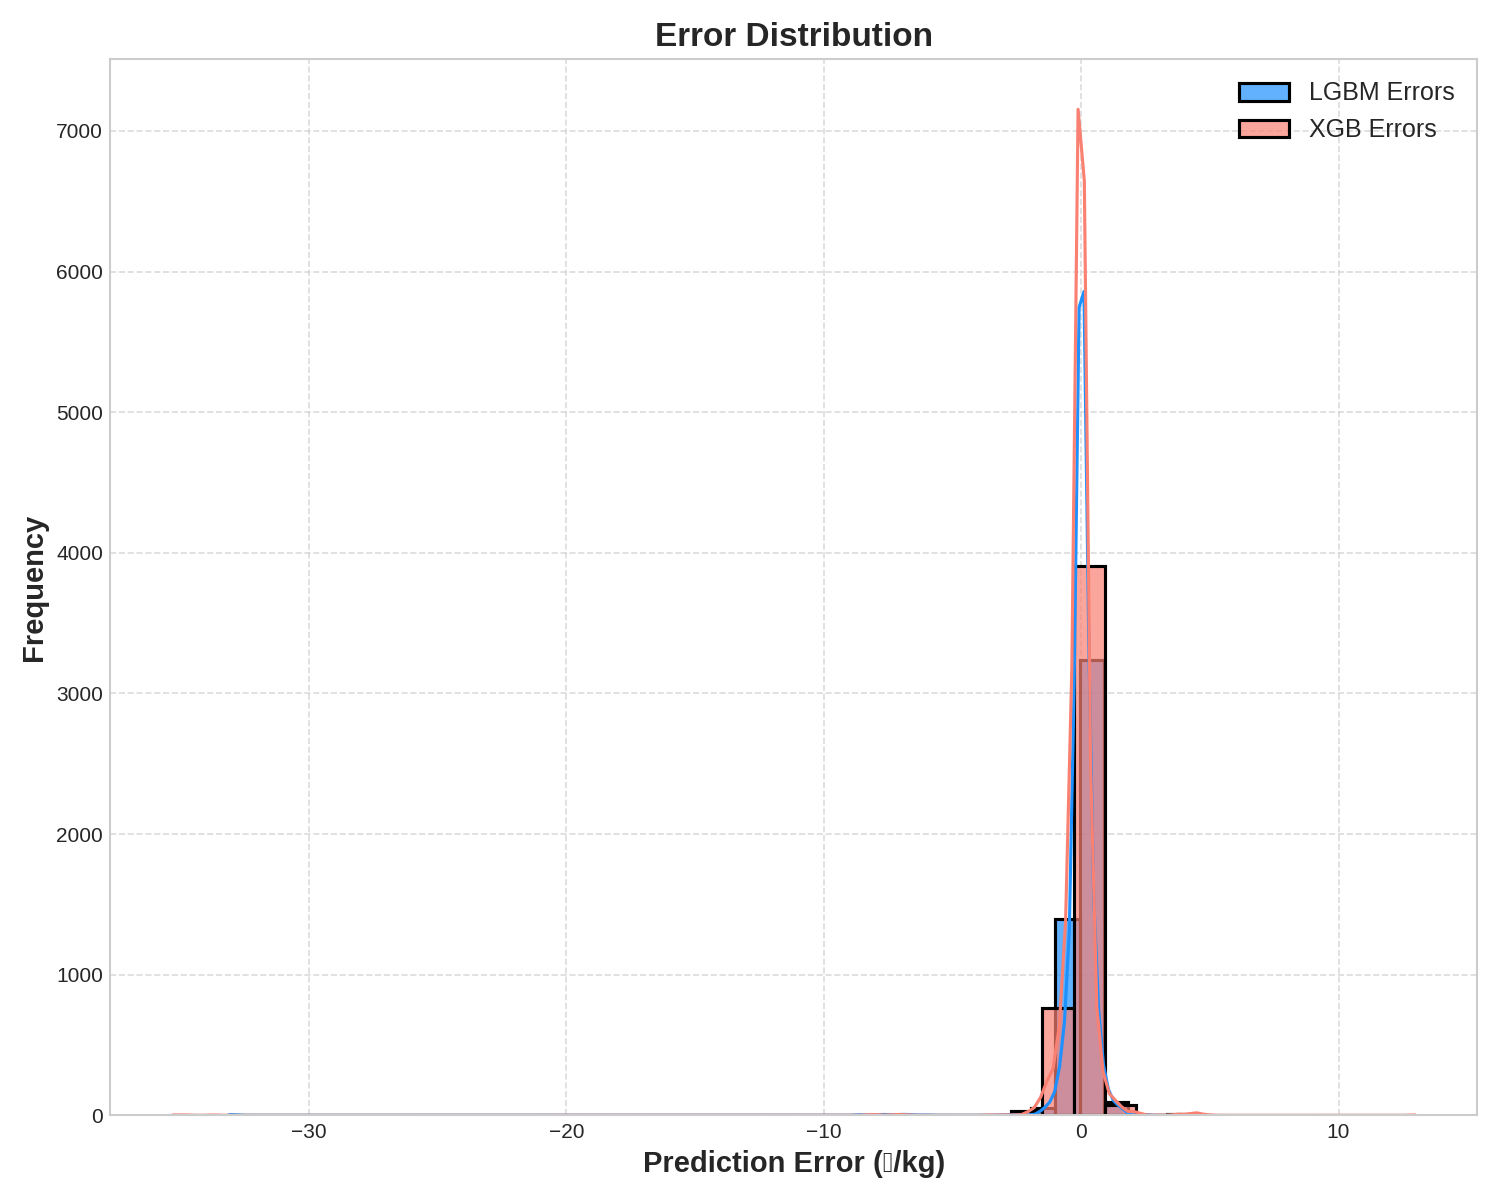 Error Distribution
LGBM Errors
XGB Errors
7000
6000
5000
4000
3000
2000
1000
0
Frequency
−30
−20
−10
0
10
Prediction Error (▯/kg)